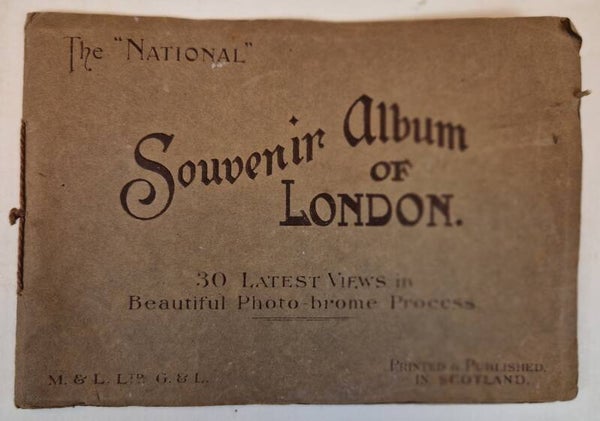 The "NATIONAL"
Souvenir Album
OF
LONDON.
30 LATEST VIEWS in
Beautiful Photo-brome Process
M. & L. LTD. G. & L.
PRINTED & PUBLISHED
IN SCOTLAND.